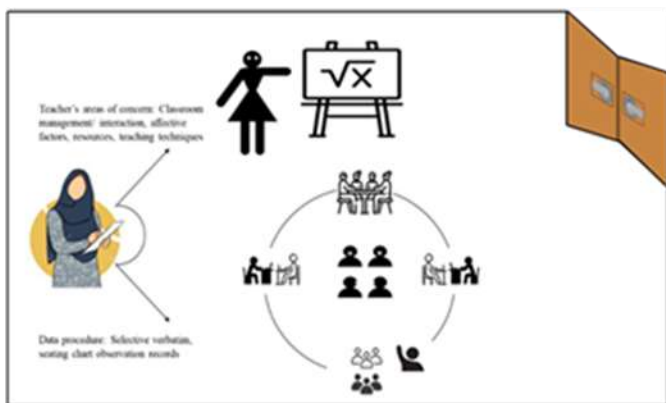 Teacher's areas of concern: Classroom
management/ interaction, affective
factors, resources, teaching techniques
√x
Data procedure: Selective verbatim,
seating chart observation records